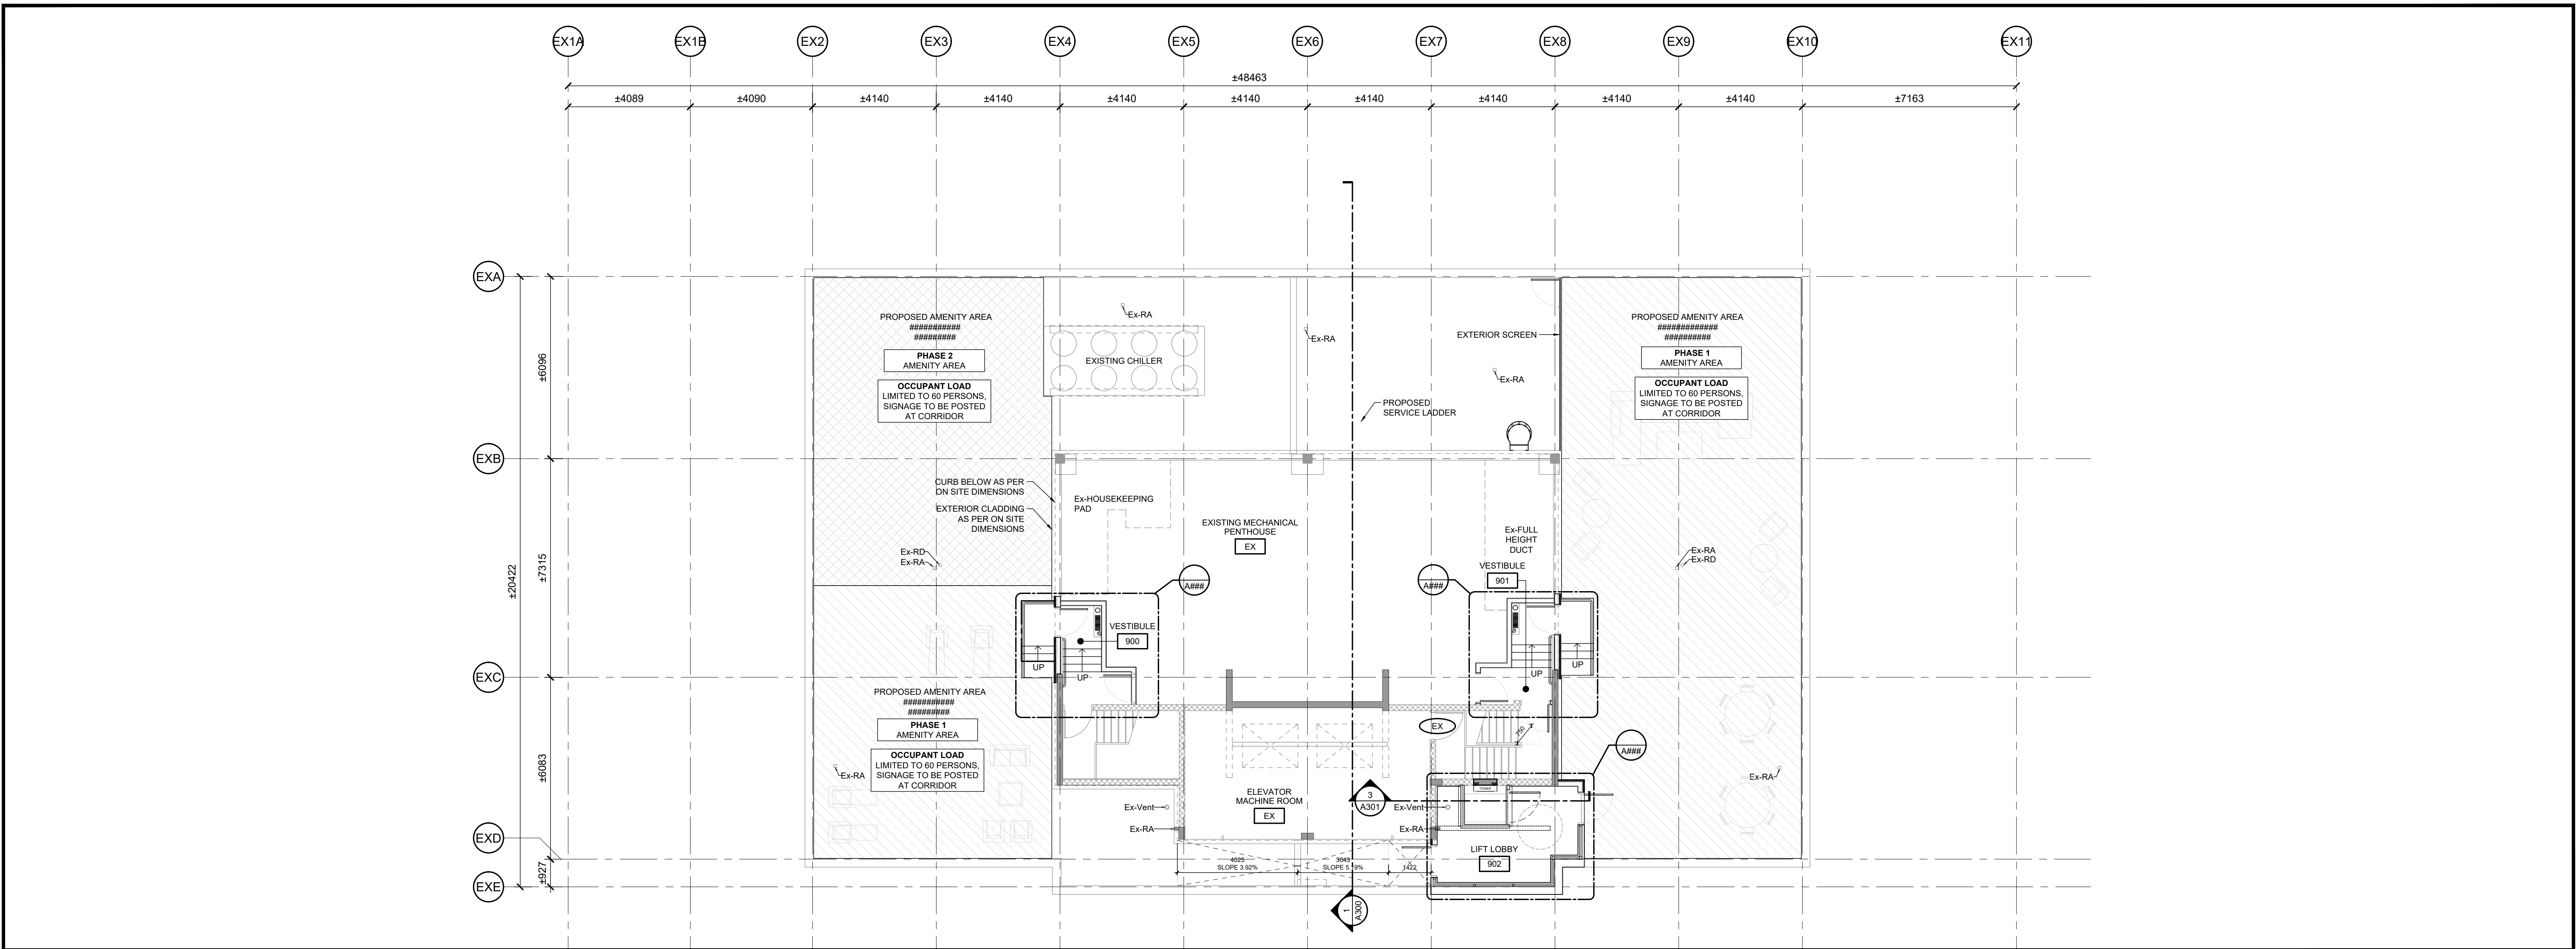 EX1A
EX1B
EX2
EX3
EX4
EX5
EX6
EX7
EX8
EX9
EX10
EX11
±48463
±4089
±4090
±4140
±4140
±4140
±4140
±4140
±4140
±4140
±4140
±7163
EXA
EXB
EXC
EXD
EXE
±20422
±6096
±7315
±6083
±927
PROPOSED AMENITY AREA
###########
#########
PHASE 2
AMENITY AREA
OCCUPANT LOAD
LIMITED TO 60 PERSONS,
SIGNAGE TO BE POSTED
AT CORRIDOR
Ex-RA
EXISTING CHILLER
Ex-RA
EXTERIOR SCREEN
Ex-RA
PROPOSED
SERVICE LADDER
PROPOSED AMENITY AREA
#############
##########
PHASE 1
AMENITY AREA
OCCUPANT LOAD
LIMITED TO 60 PERSONS,
SIGNAGE TO BE POSTED
AT CORRIDOR
CURB BELOW AS PER
ON SITE DIMENSIONS
EXTERIOR CLADDING
AS PER ON SITE
DIMENSIONS
Ex-HOUSEKEEPING
PAD
EXISTING MECHANICAL
PENTHOUSE
EX
Ex-FULL
HEIGHT
DUCT
Ex-RD
Ex-RA
Ex-RA
Ex-RD
A###
A###
VESTIBULE
901
VESTIBULE
900
UP
UP
UP
UP
PROPOSED AMENITY AREA
###########
#########
PHASE 1
AMENITY AREA
OCCUPANT LOAD
LIMITED TO 60 PERSONS,
SIGNAGE TO BE POSTED
AT CORRIDOR
Ex-RA
EX
750
A###
Ex-RA
ELEVATOR
MACHINE ROOM
EX
3
A301
Ex-Vent
Ex-RA
Ex-Vent
Ex-RA
TOWER
LIFT LOBBY
902
4025
SLOPE 3.92%
3043
SLOPE 5.19%
1422
1
A300